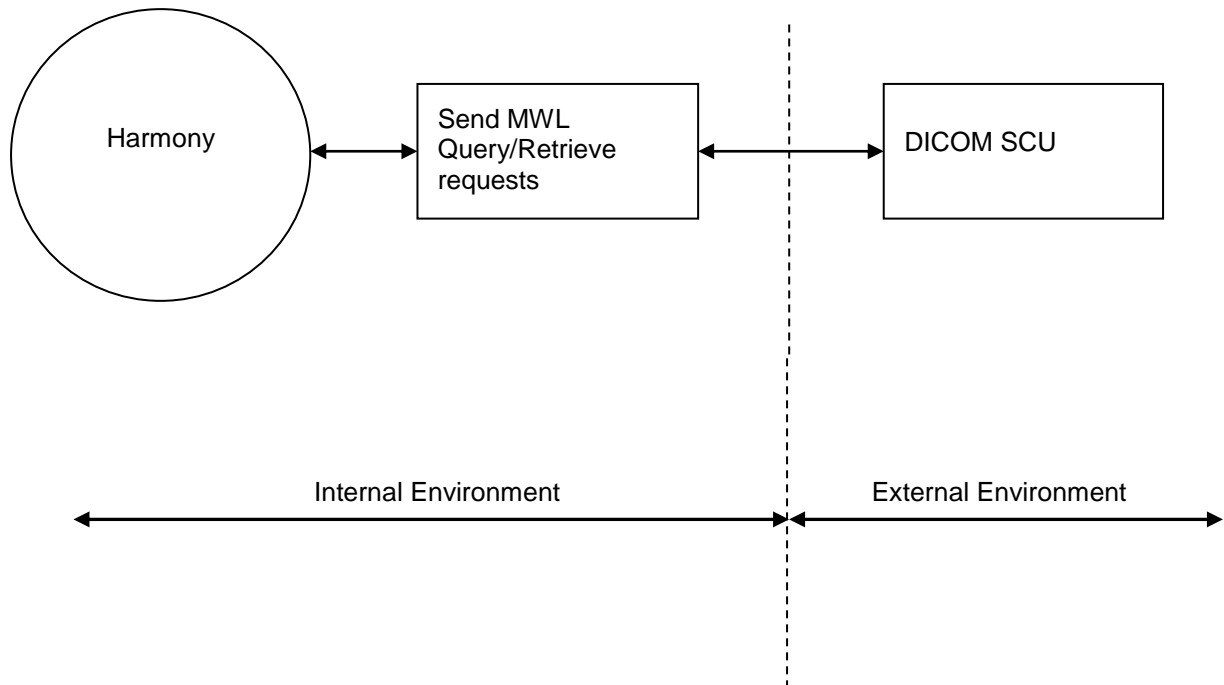 Harmony
Send MWL
Query/Retrieve
requests
DICOM SCU
Internal Environment
External Environment